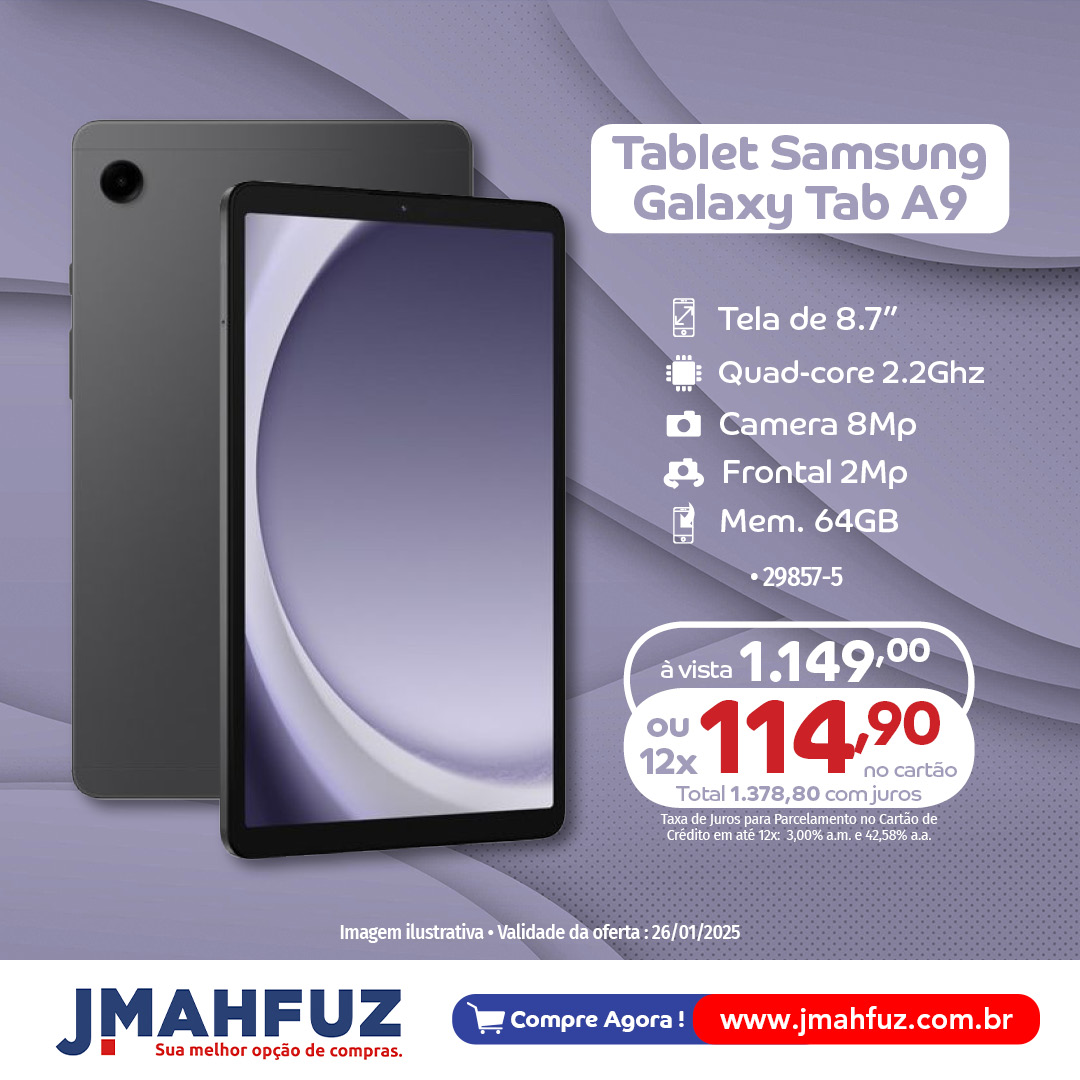 Tablet Samsung
Galaxy Tab A9
Tela de 8.7”
Quad-core 2.2Ghz
Camera 8Mp
Frontal 2Mp
Mem. 64GB
• 29857-5
à vista 1.149,00
ou
12x 114,90
no cartão
Total 1.378,80 com juros
Taxa de Juros para Parcelamento no Cartão de
Crédito em até 12x: 3,00% a.m. e 42,58% a.a.
Imagem ilustrativa • Validade da oferta : 26/01/2025
JMAHFUZ
Sua melhor opção de compras.
Compre Agora !
www.jmahfuz.com.br